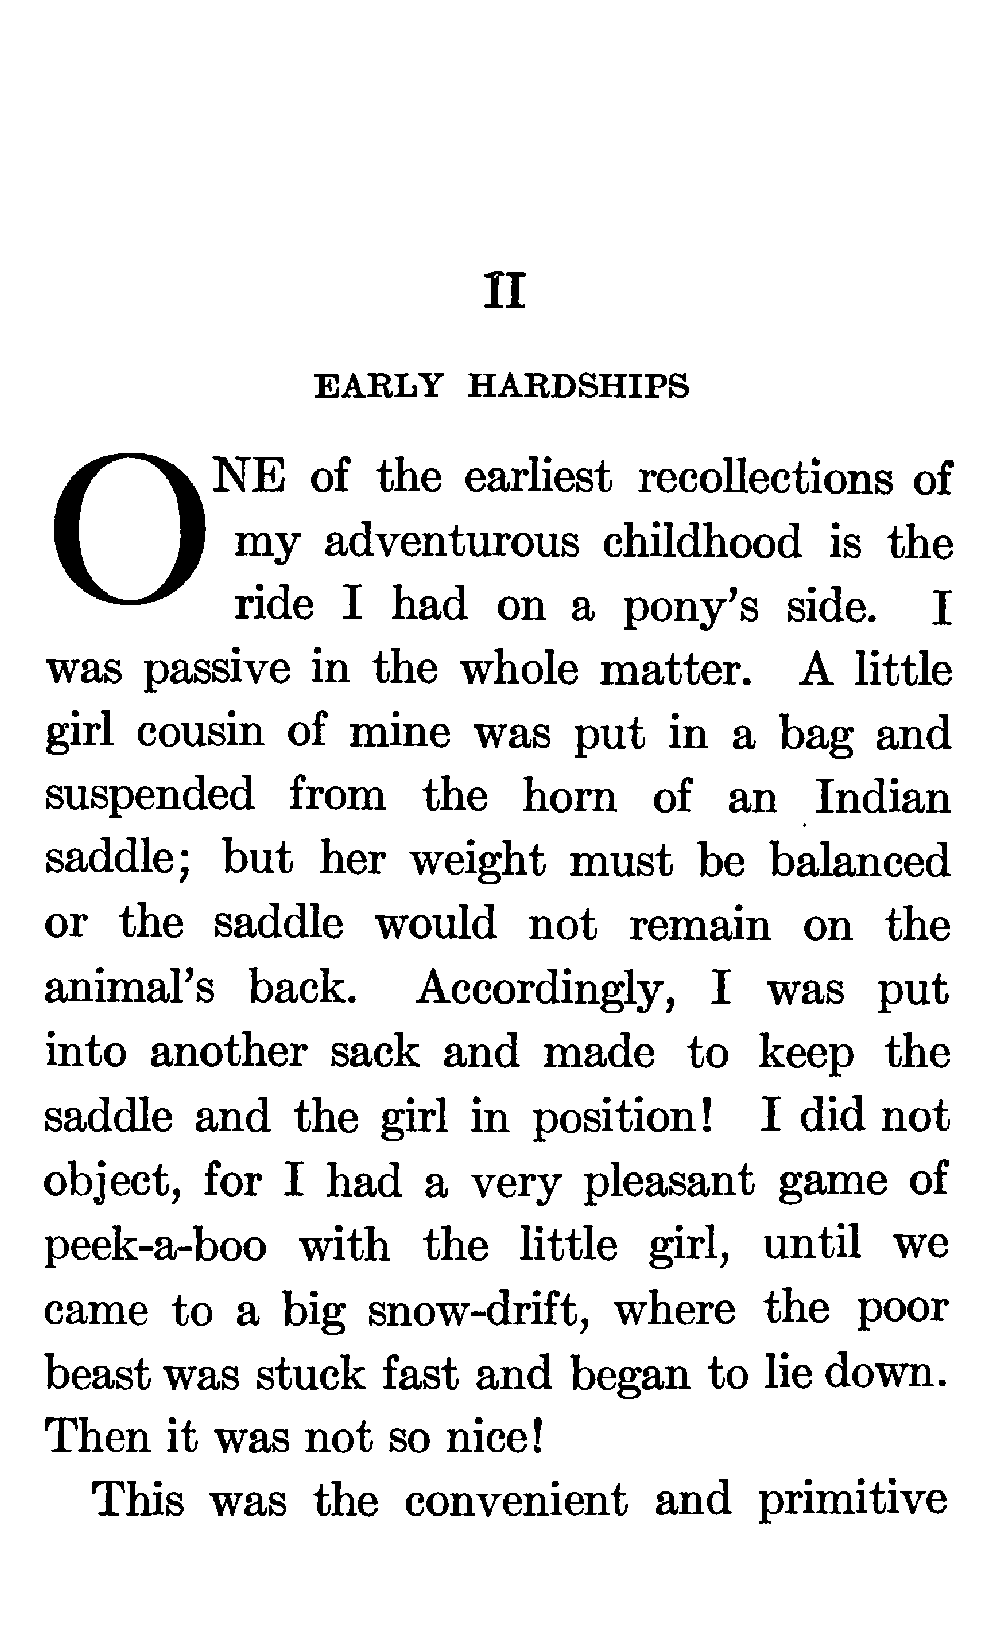 II
EARLY HARDSHIPS
ONE of the earliest recollections of
my adventurous childhood is the
ride I had on a pony's side. I
was passive in the whole matter. A little
girl cousin of mine was put in a bag and
suspended from the horn of an Indian
saddle; but her weight must be balanced
or the saddle would not remain on the
animal's back. Accordingly, I was put
into another sack and made to keep the
saddle and the girl in position! I did not
object, for I had a very pleasant game of
peek-a-boo with the little girl, until we
came to a big snow-drift, where the poor
beast was stuck fast and began to lie down.
Then it was not so nice!
This was the convenient and primitive